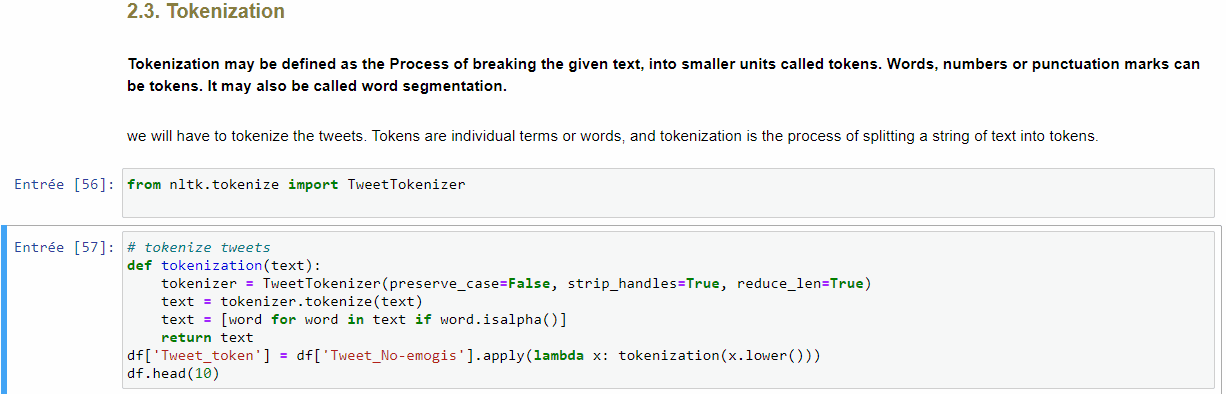 2.3. Tokenization
Tokenization may be defined as the Process of breaking the given text, into smaller units called tokens. Words, numbers or punctuation marks can
be tokens. It may also be called word segmentation.
we will have to tokenize the tweets. Tokens are individual terms or words, and tokenization is the process of splitting a string of text into tokens.
Entrée [56]: from nltk.tokenize import TweetTokenizer
Entrée [57]: # tokenize tweets
def tokenization(text):
    tokenizer = TweetTokenizer(preserve_case=False, strip_handles=True, reduce_len=True)
    text = tokenizer.tokenize(text)
    text = [word for word in text if word.isalpha()]
    return text
df['Tweet_token'] = df['Tweet_No-emogis'].apply(lambda x: tokenization(x.lower()))
df.head(10)